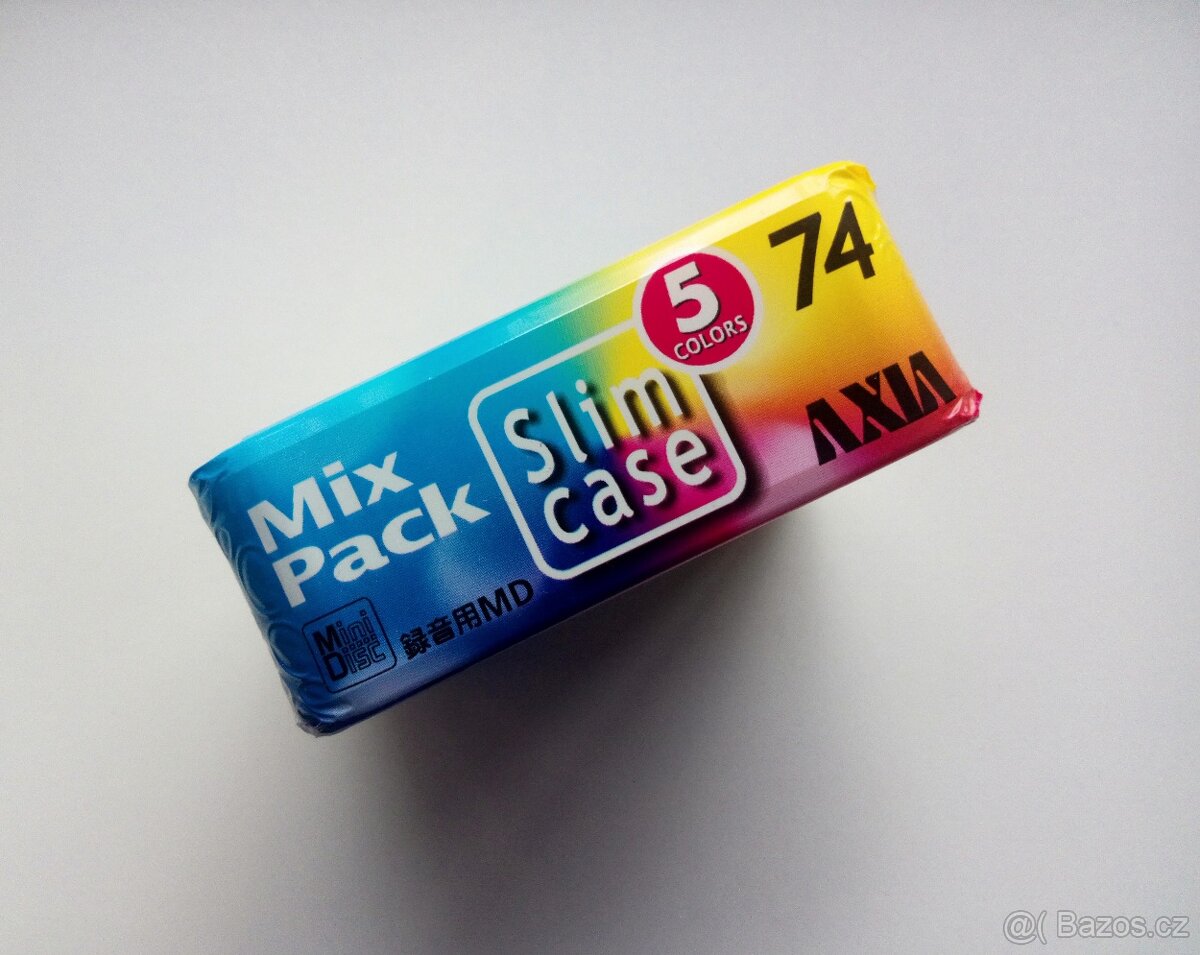 74
5
COLORS
AXIA
Slim
case
Mix
Pack
Mini
Disc
録音用MD
@( Bazos.cz